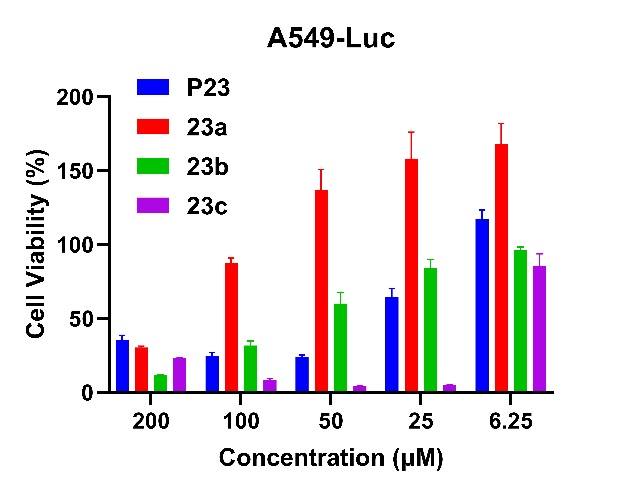 A549-Luc
P23
23a
23b
23c
Cell Viability (%)
200
150
100
50
0
200 100 50 25 6.25
Concentration (μM)